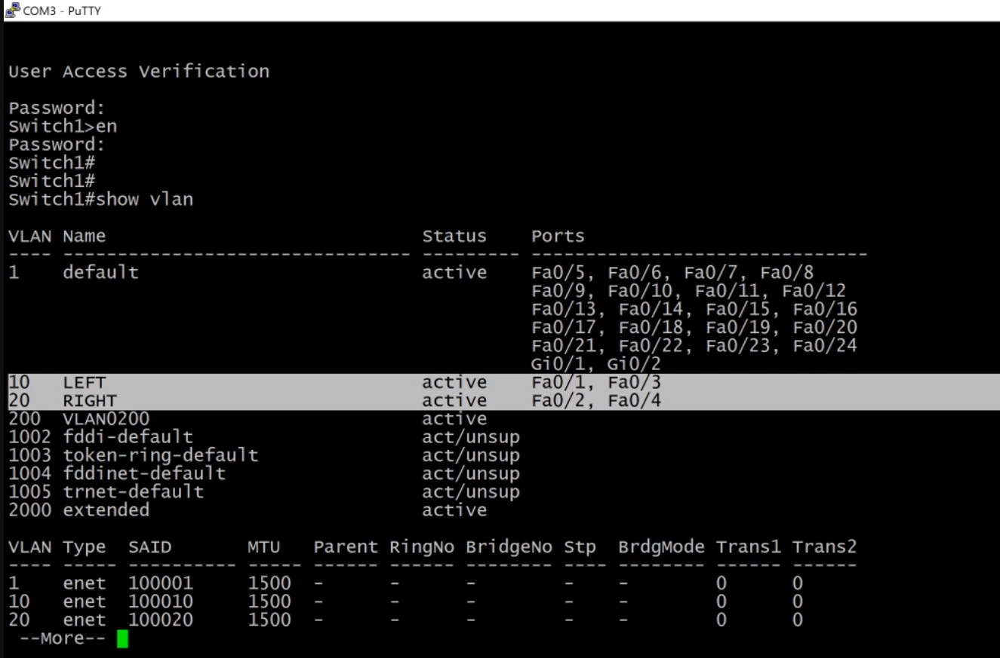 COM3 - PuTTY
User Access Verification
Password:
Switch1>en
Password:
Switch1#
Switch1#
Switch1#show vlan
VLAN Name                             Status    Ports
---- -------------------------------- --------- -------------------------------
1    default                          active    Fa0/5, Fa0/6, Fa0/7, Fa0/8
                                                Fa0/9, Fa0/10, Fa0/11, Fa0/12
                                                Fa0/13, Fa0/14, Fa0/15, Fa0/16
                                                Fa0/17, Fa0/18, Fa0/19, Fa0/20
                                                Fa0/21, Fa0/22, Fa0/23, Fa0/24
                                                Gi0/1, Gi0/2
10   LEFT                             active    Fa0/1, Fa0/3
20   RIGHT                            active    Fa0/2, Fa0/4
200  VLAN0200                         active
1002 fddi-default                     act/unsup
1003 token-ring-default               act/unsup
1004 fddinet-default                  act/unsup
1005 trnet-default                    act/unsup
2000 extended                         active
VLAN Type  SAID       MTU   Parent RingNo BridgeNo Stp  BrdgMode Trans1 Trans2
---- ----- ---------- ----- ------ ------ -------- ---- -------- ------ ------
1    enet  100001     1500  -      -      -        -    -        0      0
10   enet  100010     1500  -      -      -        -    -        0      0
20   enet  100020     1500  -      -      -        -    -        0      0
 --More--